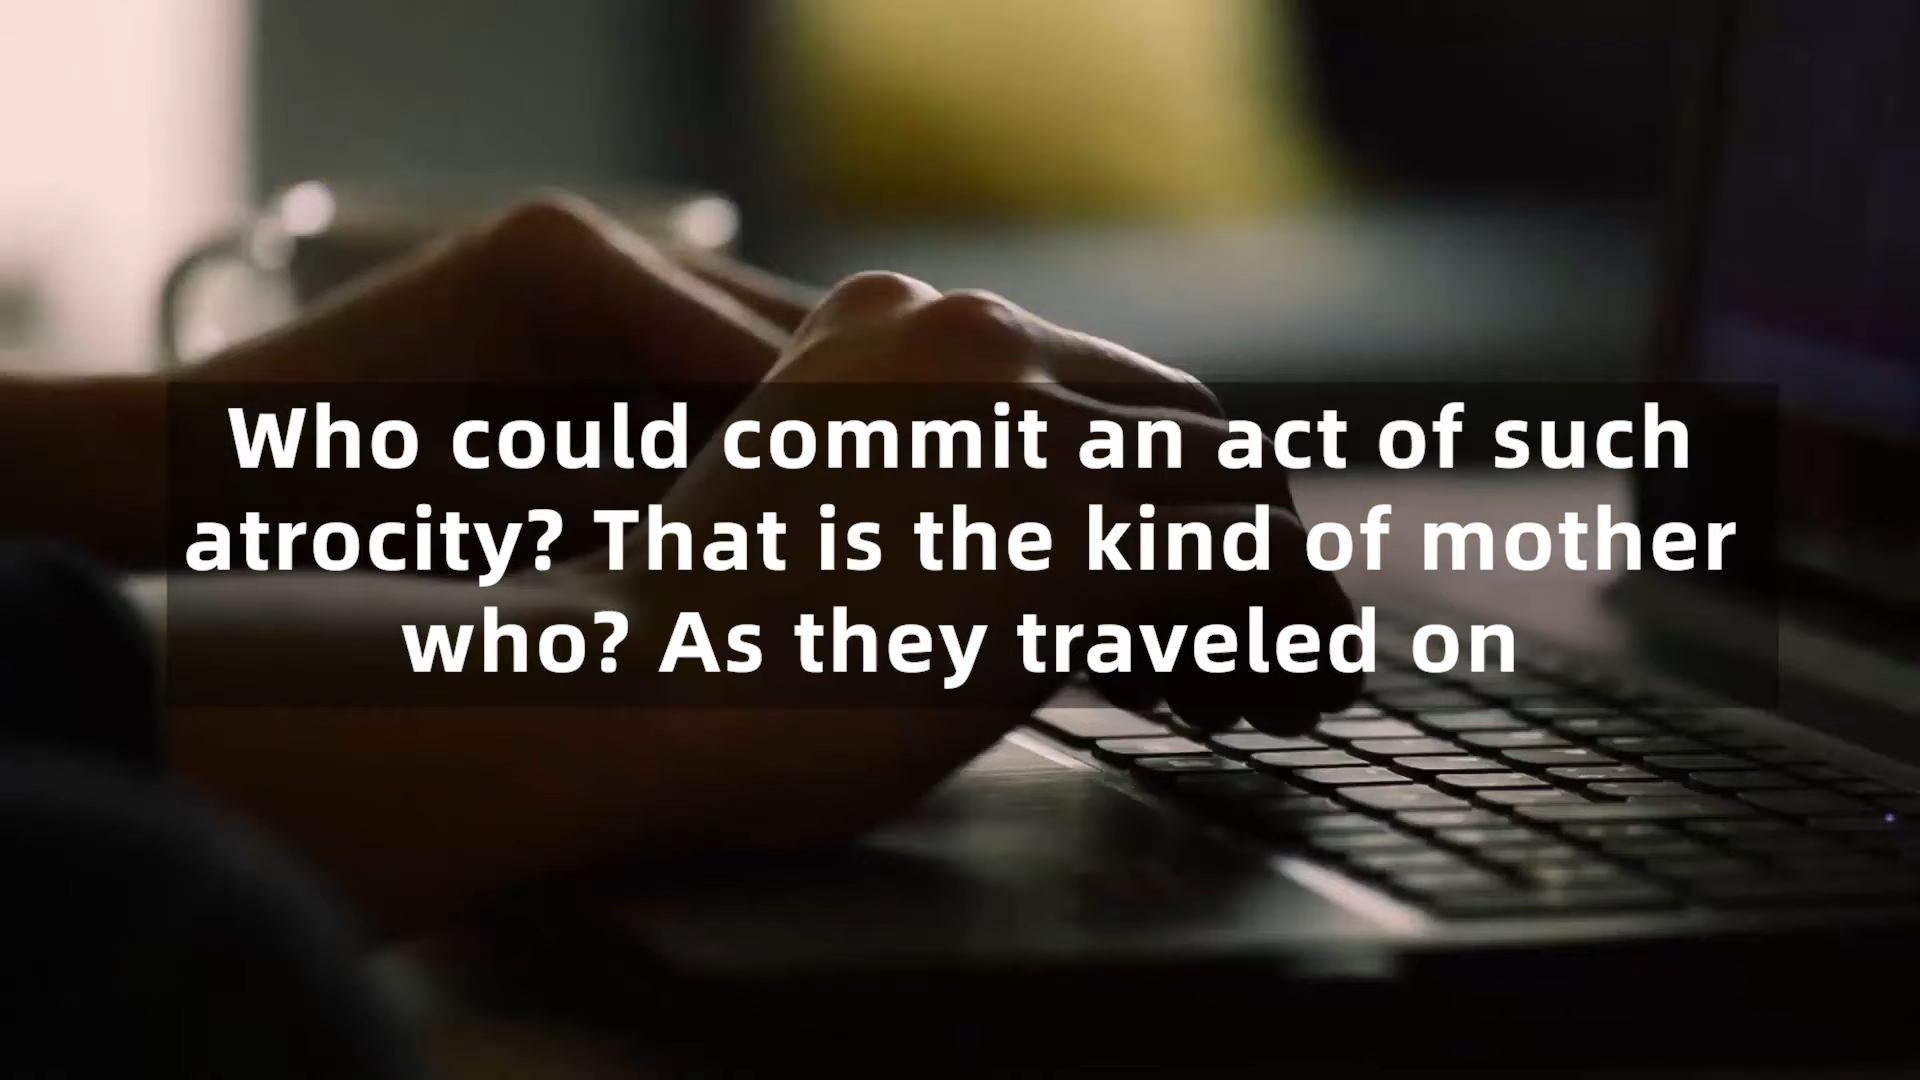 Who could commit an act of such
atrocity? That is the kind of mother
who? As they traveled on